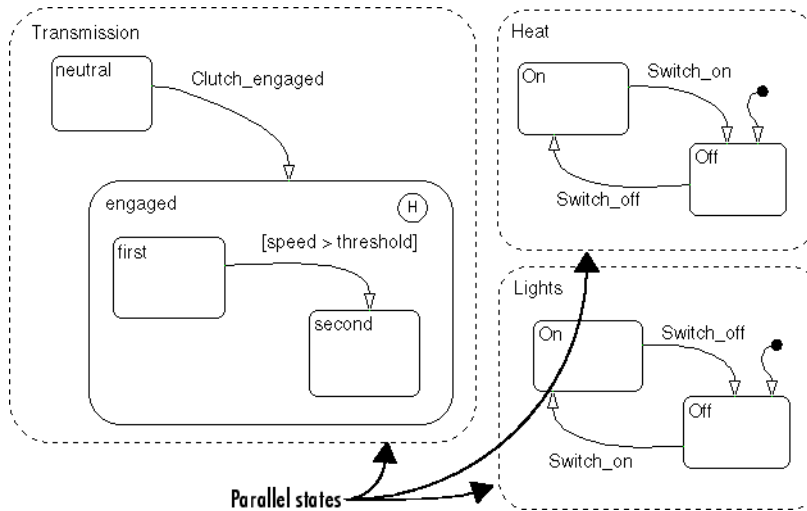 Transmission
neutral
Clutch_engaged
engaged
H
first
[speed > threshold]
second
Heat
On
Switch_on
Off
Switch_off
Lights
On
Switch_off
Off
Switch_on
Parallel states